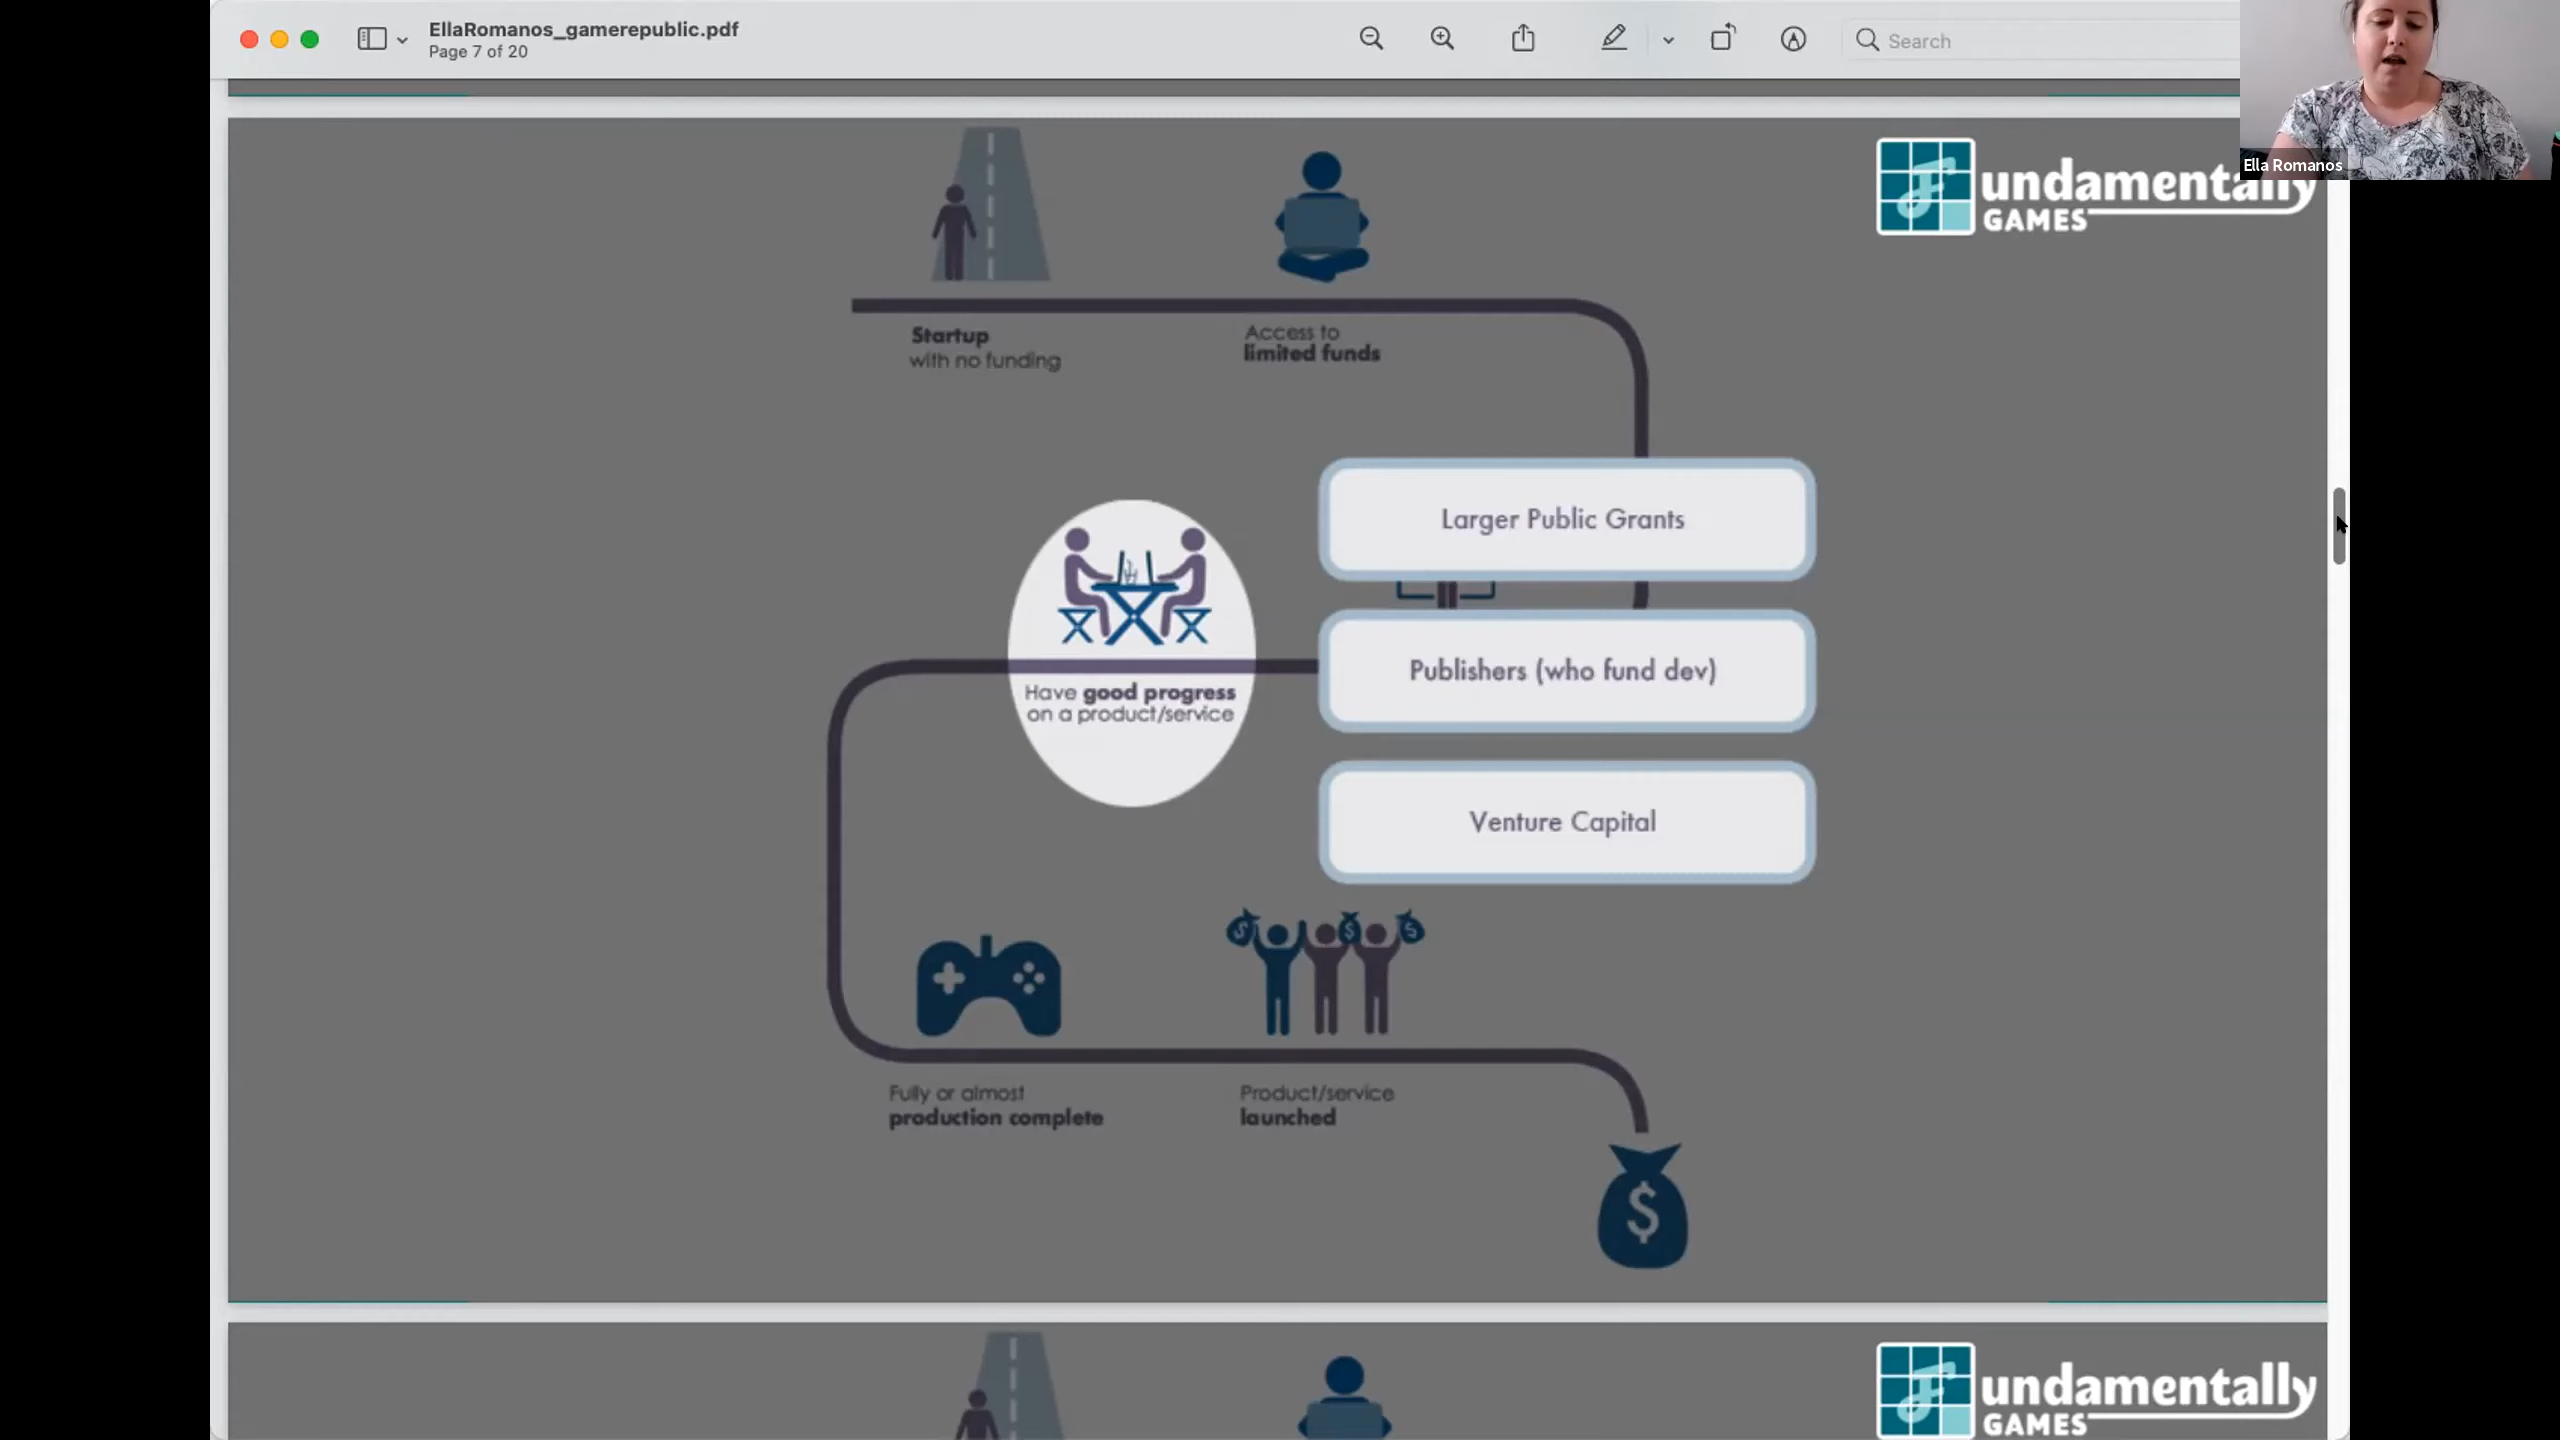 EllaRomanos_gamerepublic.pdf
Page 7 of 20
Search
Ella Romanos
undamentally
GAMES
Startup
with no funding
Access to
limited funds
Larger Public Grants
Publishers (who fund dev)
Venture Capital
Have good progress
on a product/service
Fully or almost
production complete
Product/service
launched
$
undamentally
GAMES